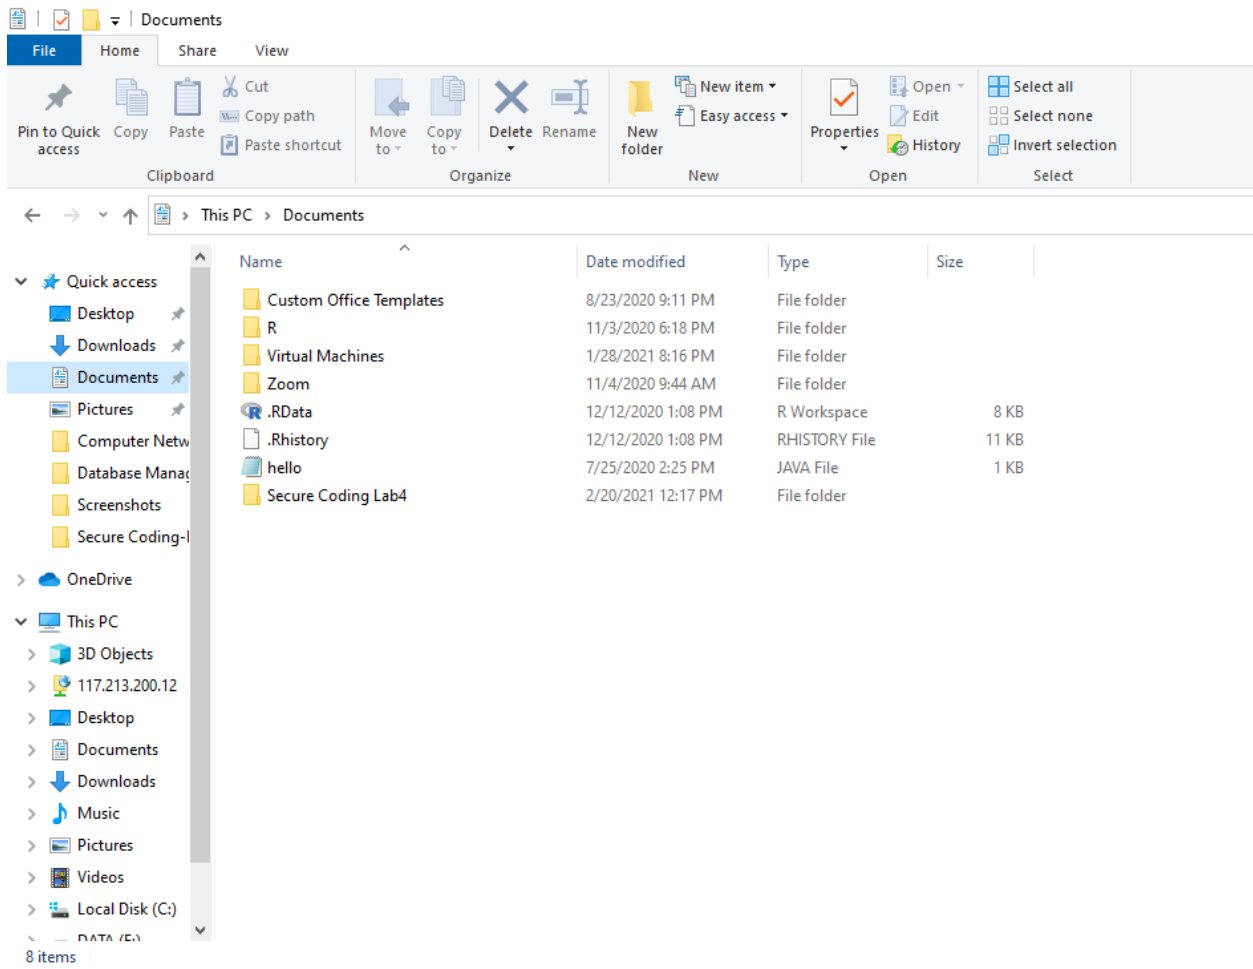 Documents
File Home Share View
Pin to Quick access Copy Paste Cut Copy path Paste shortcut Move to Copy to Delete Rename New folder New item Easy access Properties Open Edit History Select all Select none Invert selection
Clipboard Organize New Open Select
This PC Documents
Name Date modified Type Size
Custom Office Templates 8/23/2020 9:11 PM File folder
R 11/3/2020 6:18 PM File folder
Virtual Machines 1/28/2021 8:16 PM File folder
Zoom 11/4/2020 9:44 AM File folder
.RData 12/12/2020 1:08 PM R Workspace 8 KB
.Rhistory 12/12/2020 1:08 PM RHISTORY File 11 KB
hello 7/25/2020 2:25 PM JAVA File 1 KB
Secure Coding Lab4 2/20/2021 12:17 PM File folder
Quick access
Desktop
Downloads
Documents
Pictures
Computer Netw
Database Manag
Screenshots
Secure Coding-
OneDrive
This PC
3D Objects
117.213.200.12
Desktop
Documents
Downloads
Music
Pictures
Videos
Local Disk (C:)
DATA
8 items